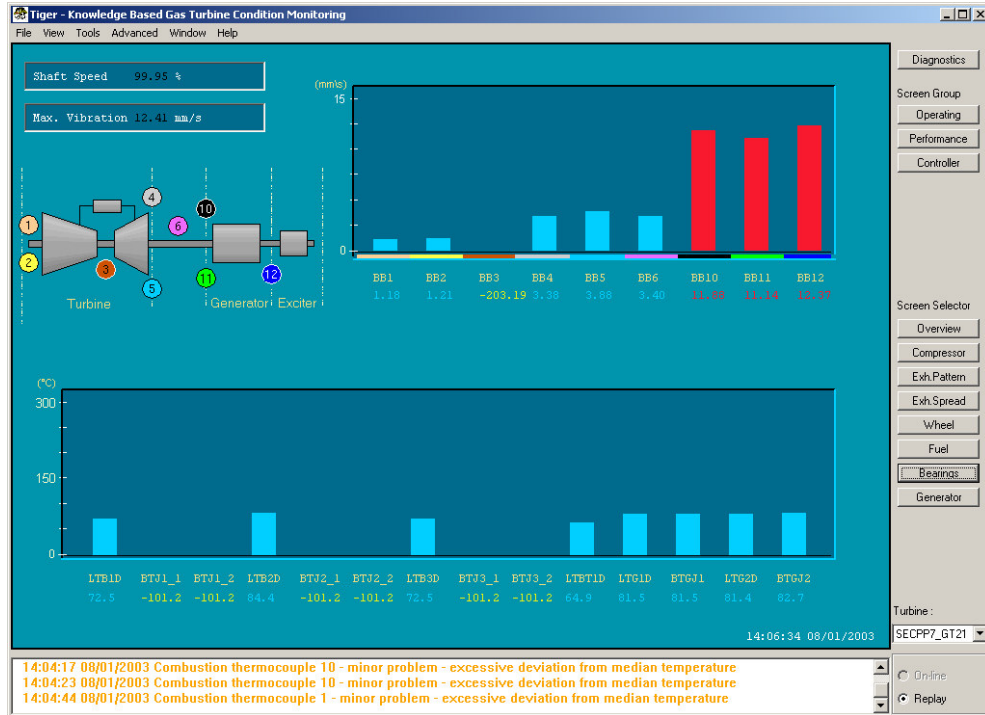 Tiger - Knowledge Based Gas Turbine Condition Monitoring
File View Tools Advanced Window Help
Shaft Speed 99.95 %
Max. Vibration 12.41 mm/s
(mm\s)
15
0
1
2
3
4
5
6
10
11
12
Turbine
Generator
Exciter
BB1 BB2 BB3 BB4 BB5 BB6 BB10 BB11 BB12
1.18 1.21 -203.19 3.38 3.88 3.40 11.14
(°C)
300
150
0
LTB1D BTJ1_1 BTJ1_2 LTB2D BTJ2_1 BTJ2_2 LTB3D BTJ3_1 BTJ3_2 LTBT1D LTG1D BTGJ1 LTG2D BTGJ2
72.5 -101.2 -101.2 84.4 -101.2 -101.2 72.5 -101.2 -101.2 64.9 81.5 81.5 81.4 82.7
14:06:34 08/01/2003
14:04:17 08/01/2003 Combustion thermocouple 10 - minor problem - excessive deviation from median temperature
14:04:23 08/01/2003 Combustion thermocouple 10 - minor problem - excessive deviation from median temperature
14:04:44 08/01/2003 Combustion thermocouple 1 - minor problem - excessive deviation from median temperature
Diagnostics
Screen Group
Operating
Performance
Controller
Screen Selector
Overview
Compressor
Exh.Pattern
Exh.Spread
Wheel
Fuel
Bearings
Generator
Turbine :
SECPP7_GT21
On-line
Replay